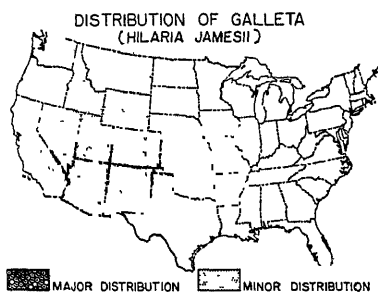 DISTRIBUTION OF GALLETA
(HILARIA JAMESII)
MAJOR DISTRIBUTION
MINOR DISTRIBUTION